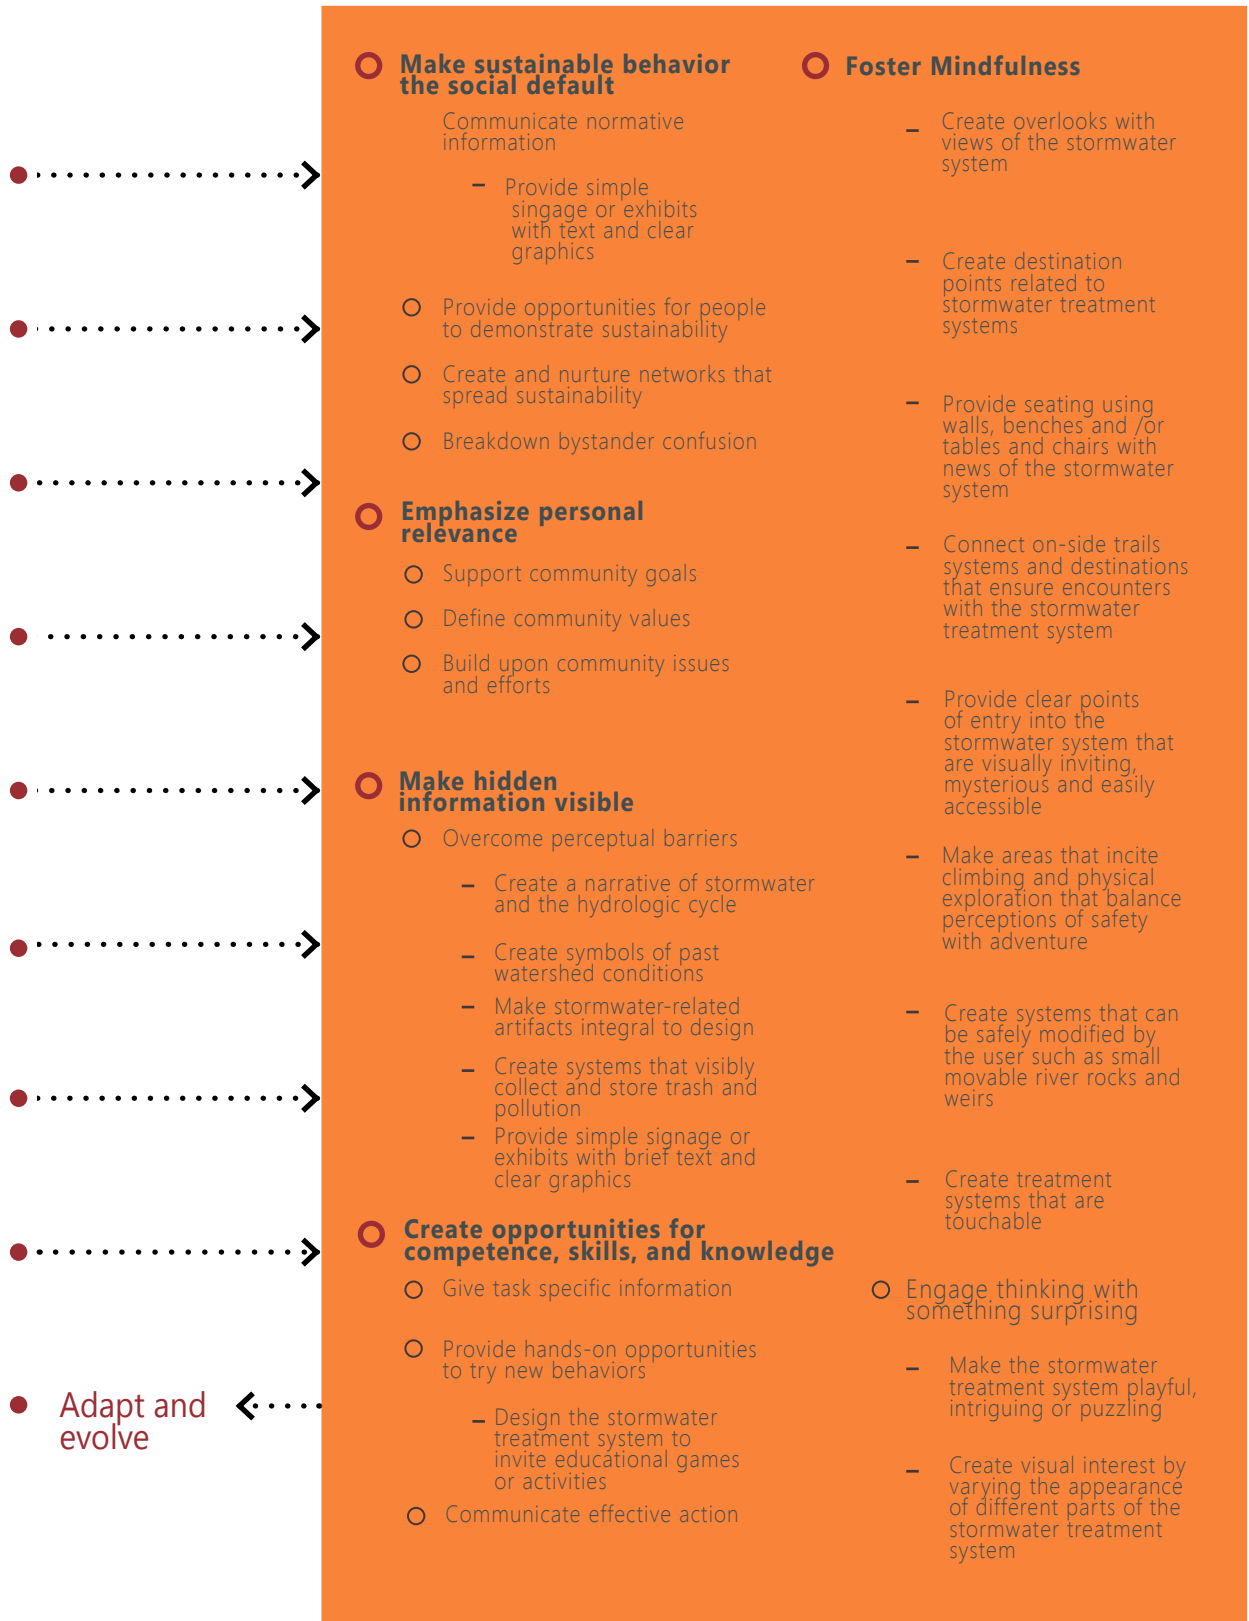 Make sustainable behavior
the social default
Communicate normative
information
– Provide simple
singage or exhibits
with text and clear
graphics
Provide opportunities for people
to demonstrate sustainability
Create and nurture networks that
spread sustainability
Breakdown bystander confusion
Emphasize personal
relevance
Support community goals
Define community values
Build upon community issues
and efforts
Make hidden
information visible
Overcome perceptual barriers
– Create a narrative of stormwater
and the hydrologic cycle
– Create symbols of past
watershed conditions
– Make stormwater-related
artifacts integral to design
– Create systems that visibly
collect and store trash and
pollution
– Provide simple signage or
exhibits with brief text and
clear graphics
Create opportunities for
competence, skills, and knowledge
Give task specific information
Provide hands-on opportunities
to try new behaviors
– Design the stormwater
treatment system to
invite educational games
or activities
Communicate effective action
Foster Mindfulness
– Create overlooks with
views of the stormwater
system
– Create destination
points related to
stormwater treatment
systems
– Provide seating using
walls, benches and /or
tables and chairs with
news of the stormwater
system
– Connect on-side trails
systems and destinations
that ensure encounters
with the stormwater
treatment system
– Provide clear points
of entry into the
stormwater system that
are visually inviting,
mysterious and easily
accessible
– Make areas that incite
climbing and physical
exploration that balance
perceptions of safety
with adventure
– Create systems that can
be safely modified by
the user such as small
movable river rocks and
weirs
– Create treatment
systems that are
touchable
Engage thinking with
something surprising
– Make the stormwater
treatment system playful,
intriguing or puzzling
– Create visual interest by
varying the appearance
of different parts of the
stormwater treatment
system
Adapt and
evolve